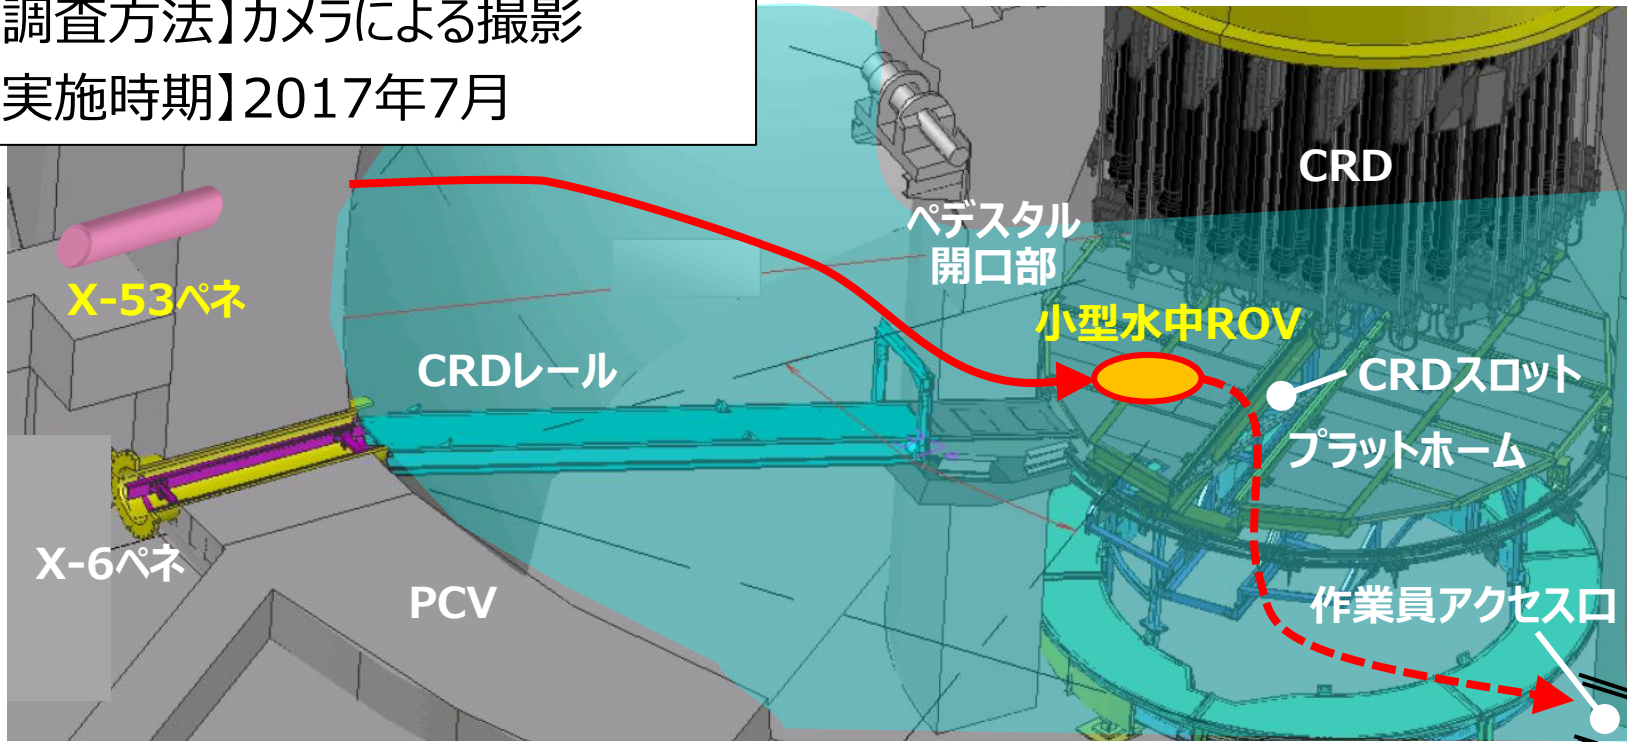 調査方法】カメラによる撮影
実施時期】2017年7月
CRD
ペデスタル
開口部
X-53ペネ
小型水中ROV
CRDレール
CRDスロット
プラットホーム
X-6ペネ
PCV
作業員アクセス口